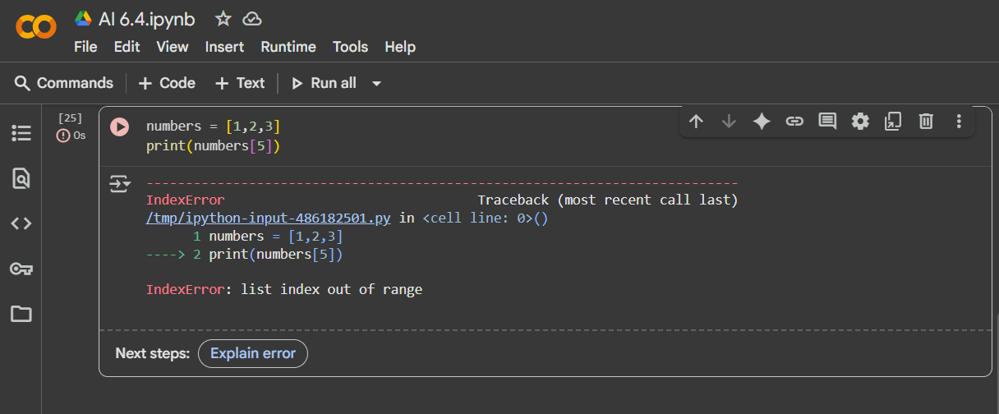 AI 6.4.ipynb
File Edit View Insert Runtime Tools Help
Commands + Code + Text Run all
[25]
0s
numbers = [1,2,3]
print(numbers[5])
---------------------------------------------------------------------------
IndexError Traceback (most recent call last)
/tmp/ipython-input-486182501.py in <cell line: 0>()
1 numbers = [1,2,3]
----> 2 print(numbers[5])
IndexError: list index out of range
Next steps: Explain error